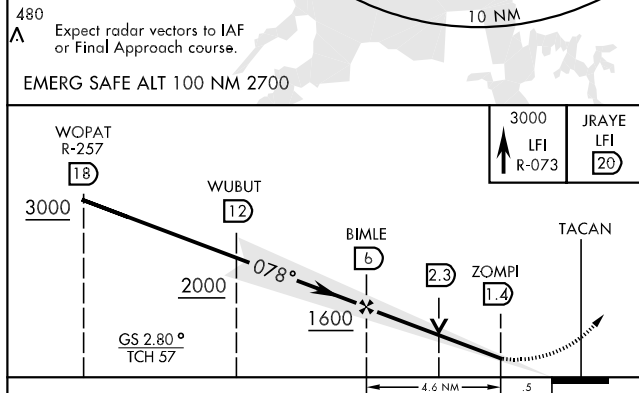 480
10 NM
Expect radar vectors to IAF
or Final Approach course.
EMERG SAFE ALT 100 NM 2700
3000
LFI
R-073
JRAYE
LFI
20
WOPAT
R-257
18
3000
WUBUT
12
2000
BIMLE
6
1600
2.3
ZOMPI
1.4
TACAN
078°
GS 2.80°
TCH 57
4.6 NM
.5